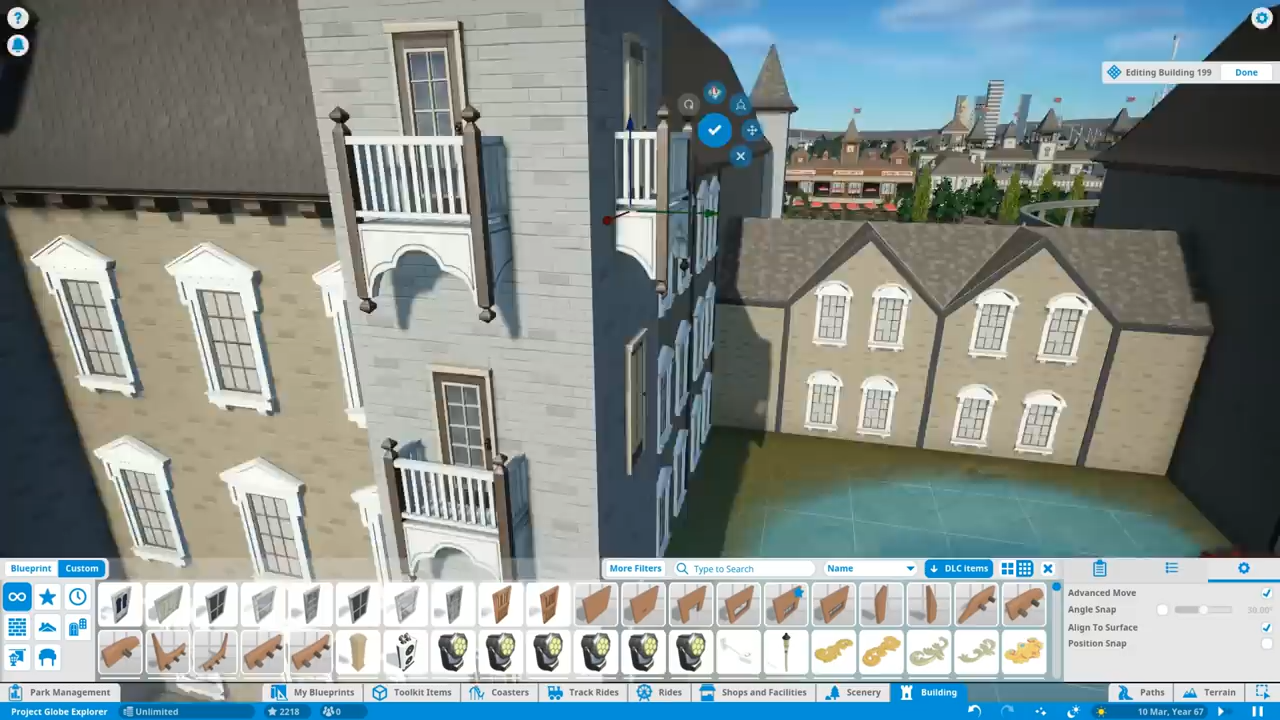 ?
Editing Building 199
Done
Blueprint
Custom
More Filters
Type to Search
Name
DLC items
Advanced Move
Angle Snap
30.00°
Align To Surface
Position Snap
Park Management
My Blueprints
Toolkit Items
Coasters
Track Rides
Rides
Shops and Facilities
Scenery
Building
Paths
Terrain
Project Globe Explorer
Unlimited
2218
0
10 Mar, Year 67